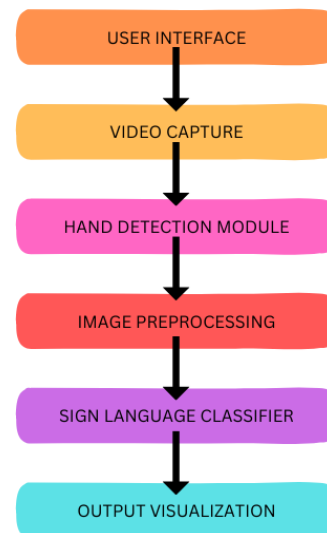 USER INTERFACE
VIDEO CAPTURE
HAND DETECTION MODULE
IMAGE PREPROCESSING
SIGN LANGUAGE CLASSIFIER
OUTPUT VISUALIZATION